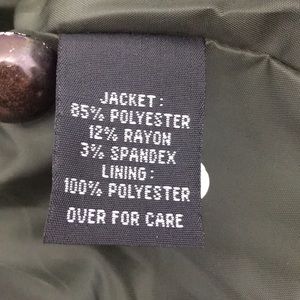 JACKET:
85% POLYESTER
12% RAYON
3% SPANDEX
LINING:
100% POLYESTER
OVER FOR CARE